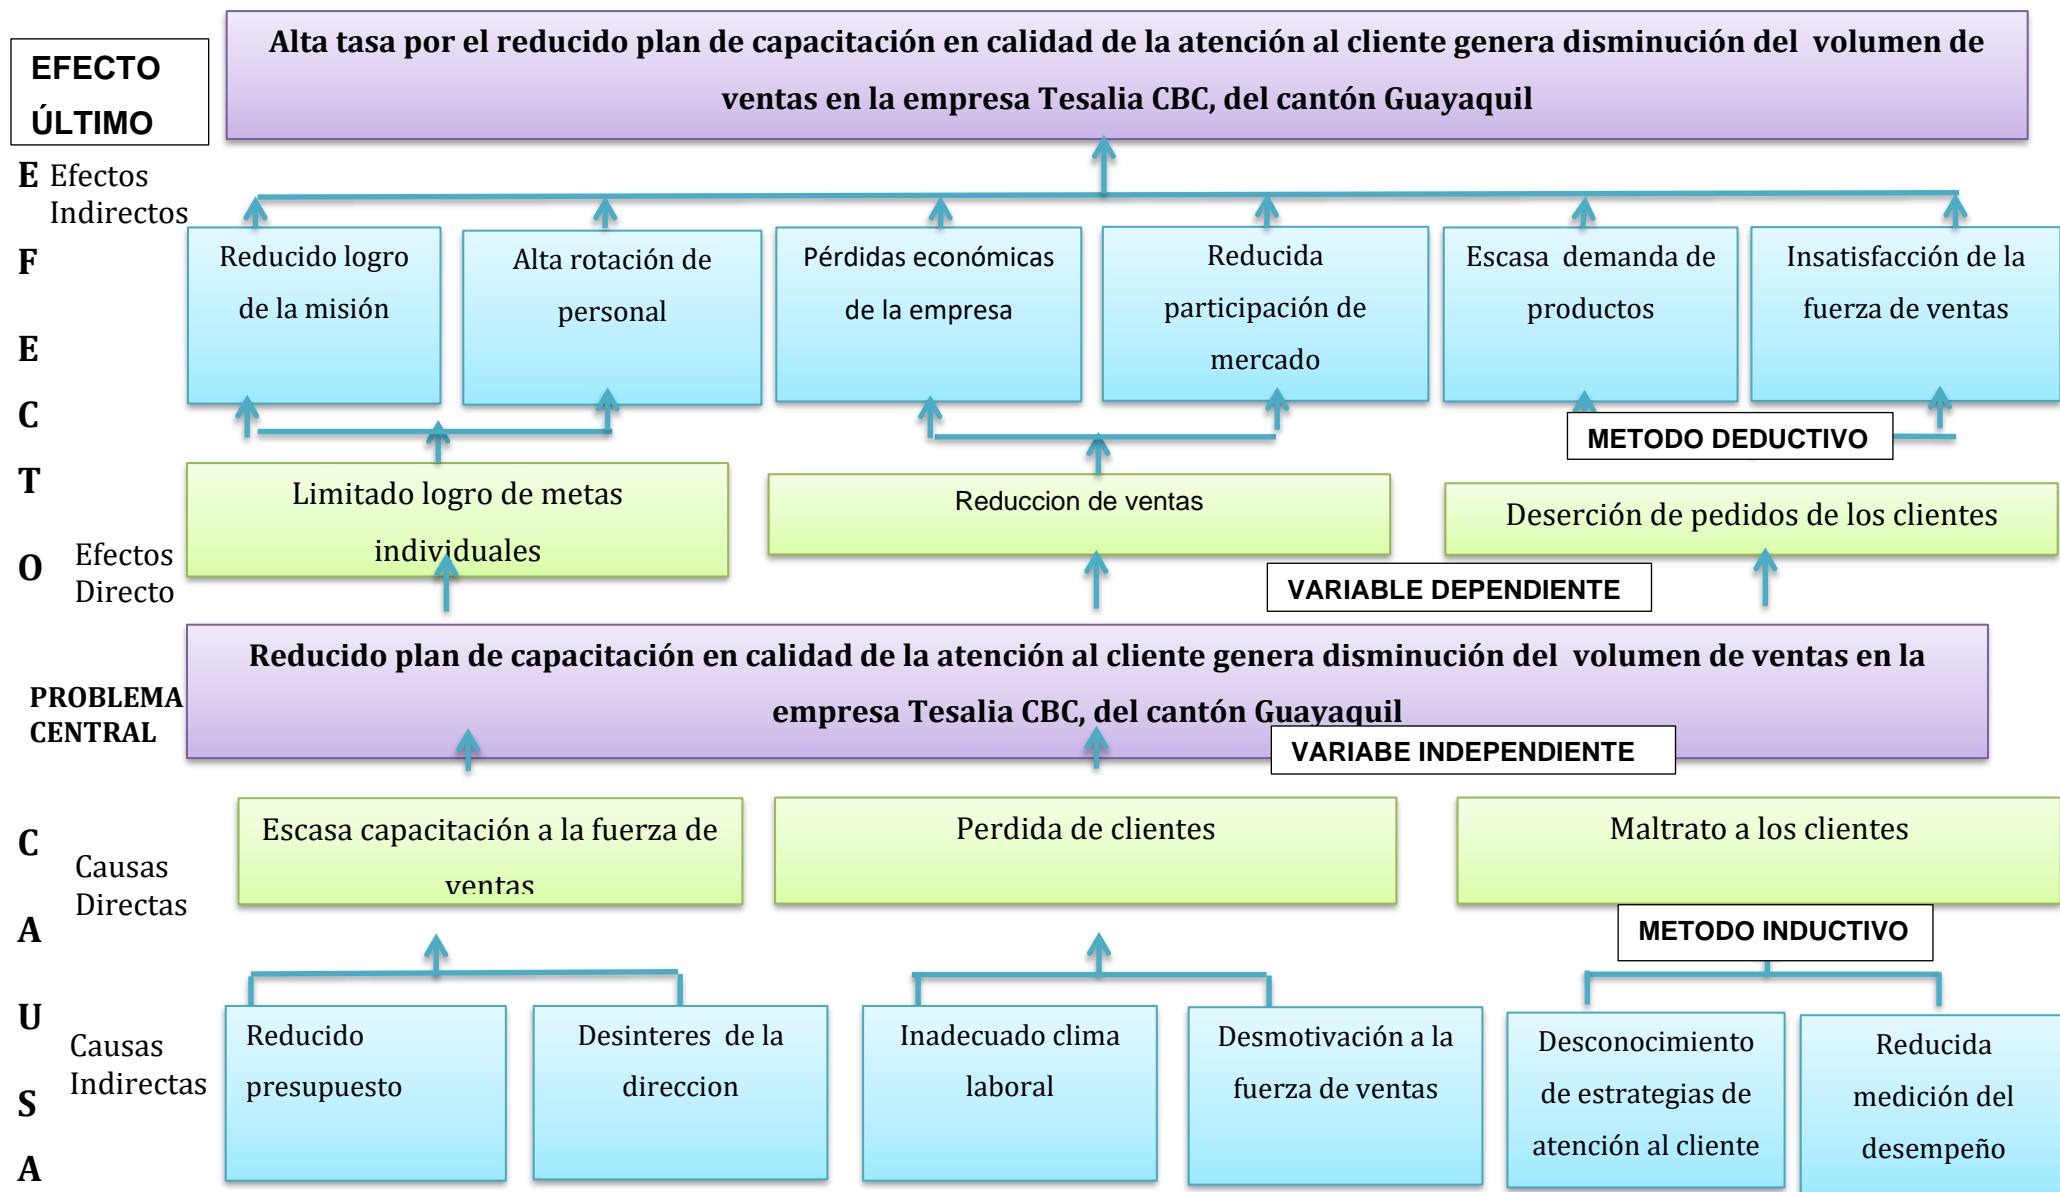 EFECTO
ÚLTIMO
Alta tasa por el reducido plan de capacitación en calidad de la atención al cliente genera disminución del volumen de
ventas en la empresa Tesalia CBC, del cantón Guayaquil
E
F
E
C
T
O
Efectos
Indirectos
Reducido logro
de la misión
Alta rotación de
personal
Pérdidas económicas
de la empresa
Reducida
participación de
mercado
Escasa demanda de
productos
Insatisfacción de la
fuerza de ventas
METODO DEDUCTIVO
Efectos
Directo
Limitado logro de metas
individuales
Reduccion de ventas
Deserción de pedidos de los clientes
VARIABLE DEPENDIENTE
PROBLEMA
CENTRAL
Reducido plan de capacitación en calidad de la atención al cliente genera disminución del volumen de ventas en la
empresa Tesalia CBC, del cantón Guayaquil
VARIABE INDEPENDIENTE
C
A
U
S
A
Causas
Directas
Escasa capacitación a la fuerza de
ventas
Perdida de clientes
Maltrato a los clientes
METODO INDUCTIVO
Causas
Indirectas
Reducido
presupuesto
Desinteres de la
direccion
Inadecuado clima
laboral
Desmotivación a la
fuerza de ventas
Desconocimiento
de estrategias de
atención al cliente
Reducida
medición del
desempeño